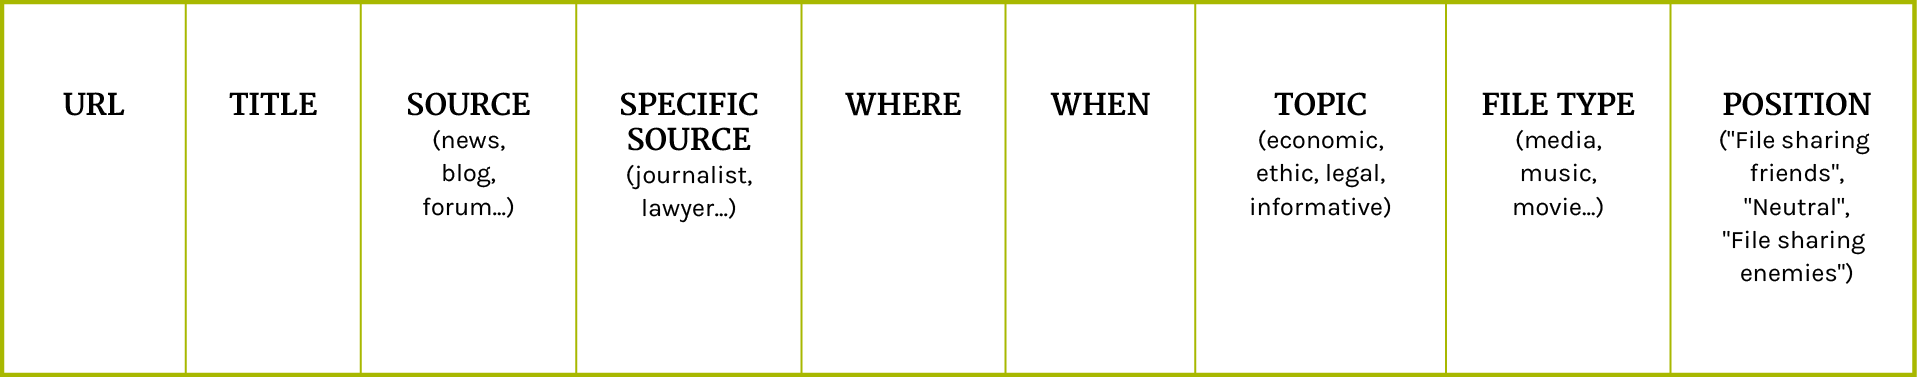 URL
TITLE
SOURCE
(news,
blog,
forum...)
SPECIFIC
SOURCE
(journalist,
lawyer...)
WHERE
WHEN
TOPIC
(economic,
ethic, legal,
informative)
FILE TYPE
(media,
music,
movie...)
POSITION
("File sharing
friends",
"Neutral",
"File sharing
enemies")